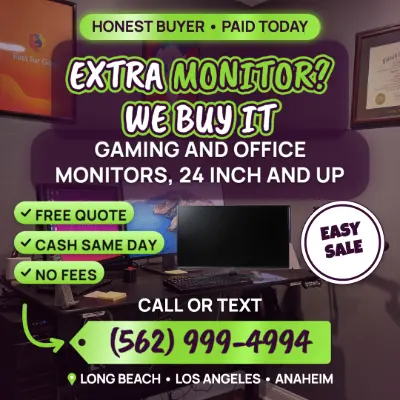 HONEST BUYER • PAID TODAY
EXTRA MONITOR?
WE BUY IT
GAMING AND OFFICE
MONITORS, 24 INCH AND UP
FREE QUOTE
CASH SAME DAY
NO FEES
EASY
SALE
CALL OR TEXT
(562) 999-4994
LONG BEACH • LOS ANGELES • ANAHEIM